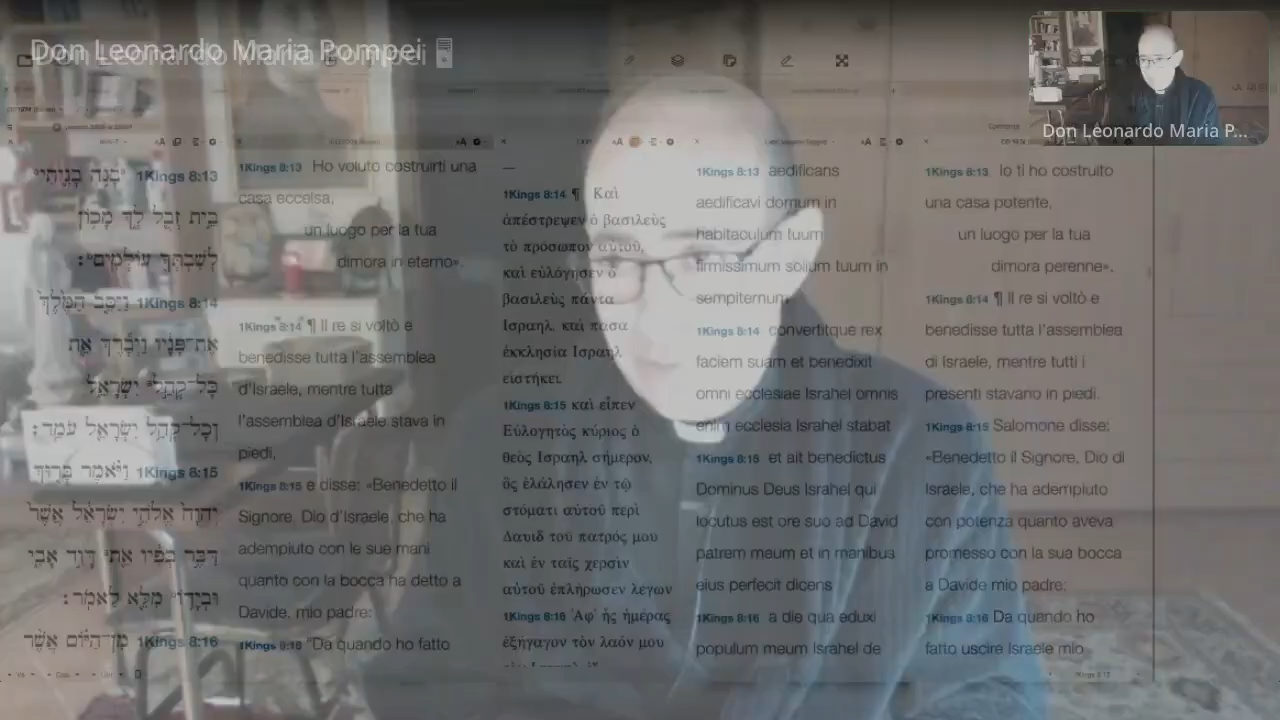 Don Leonardo Maria Pompei
Don Leonardo Maria P...
1Kings 8:13 בָּנֹ֥ה בָנִ֛יתִי
בֵּ֥ית זְבֻ֖ל לָ֑ךְ מָכ֥וֹן
לְשִׁבְתְּךָ֖ עוֹלָמִֽים׃
1Kings 8:14 וַיַּסֵּ֤ב הַמֶּ֙לֶךְ֙
אֶת־פָּנָ֔יו וַיְבָ֕רֶךְ אֵ֖ת
כָּל־קְהַ֣ל יִשְׂרָאֵ֑ל
וְכָל־קְהַ֥ל יִשְׂרָאֵ֖ל עֹמֵֽד׃
1Kings 8:15 וַיֹּ֗אמֶר בָּר֤וּךְ
יְהוָה֙ אֱלֹהֵ֣י יִשְׂרָאֵ֔ל אֲשֶׁר֙
דִּבֶּ֣ר בְּפִ֔יו אֵ֖ת דָּוִ֣ד אָבִ֑י
וּבְיָד֥וֹ מִלֵּ֖א לֵאמֹֽר׃
1Kings 8:16 מִן־הַיּ֗וֹם אֲשֶׁ֨ר
1Kings 8:13 Ho voluto costruirti una
casa eccelsa,
un luogo per la tua
dimora in eterno».
1Kings 8:14 ¶ Il re si voltò e
benedisse tutta l'assemblea
d'Israele, mentre tutta
l'assemblea d'Israele stava in
piedi,
1Kings 8:15 e disse: «Benedetto il
Signore, Dio d'Israele, che ha
adempiuto con le sue mani
quanto con la bocca ha detto a
Davide, mio padre:
1Kings 8:16 "Da quando ho fatto
—
1Kings 8:14 ¶ Καὶ
ἀπέστρεψεν ὁ βασιλεὺς
τὸ πρόσωπον αὐτοῦ,
καὶ εὐλόγησεν ὁ
βασιλεὺς πάντα
Ισραηλ, καὶ πᾶσα
ἐκκλησία Ισραηλ
εἱστήκει.
1Kings 8:15 καὶ εἶπεν
Εὐλογητὸς κύριος ὁ
θεὸς Ισραηλ σήμερον,
ὃς ἐλάλησεν ἐν τῷ
στόματι αὐτοῦ περὶ
Δαυιδ τοῦ πατρός μου
καὶ ἐν ταῖς χερσὶν
αὐτοῦ ἐπλήρωσεν λέγων
1Kings 8:16 Ἀφ᾽ ἧς ἡμέρας
ἐξήγαγον τὸν λαόν μου
1Kings 8:13 aedificans
aedificavi domum in
habitaculum tuum
firmissimum solium tuum in
sempiternum
1Kings 8:14 convertitque rex
faciem suam et benedixit
omni ecclesiae Israhel omnis
enim ecclesia Israhel stabat
1Kings 8:15 et ait benedictus
Dominus Deus Israhel qui
locutus est ore suo ad David
patrem meum et in manibus
eius perfecit dicens
1Kings 8:16 a die qua eduxi
populum meum Israhel de
1Kings 8:13 Io ti ho costruito
una casa potente,
un luogo per la tua
dimora perenne».
1Kings 8:14 ¶ Il re si voltò e
benedisse tutta l'assemblea
di Israele, mentre tutti i
presenti stavano in piedi.
1Kings 8:15 Salomone disse:
«Benedetto il Signore, Dio di
Israele, che ha adempiuto
con potenza quanto aveva
promesso con la sua bocca
a Davide mio padre:
1Kings 8:16 Da quando ho
fatto uscire Israele mio